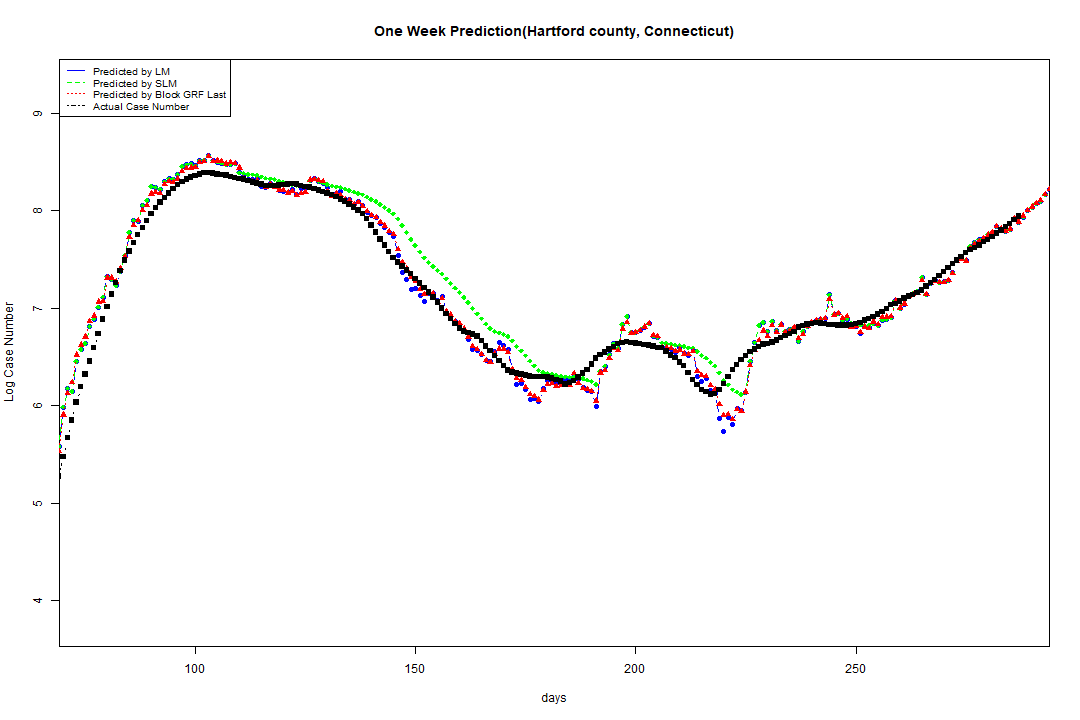 One Week Prediction(Hartford county, Connecticut)
Predicted by LM
Predicted by SLM
Predicted by Block GRF Last
Actual Case Number
9
8
7
6
5
4
Log Case Number
100 150 200 250
days